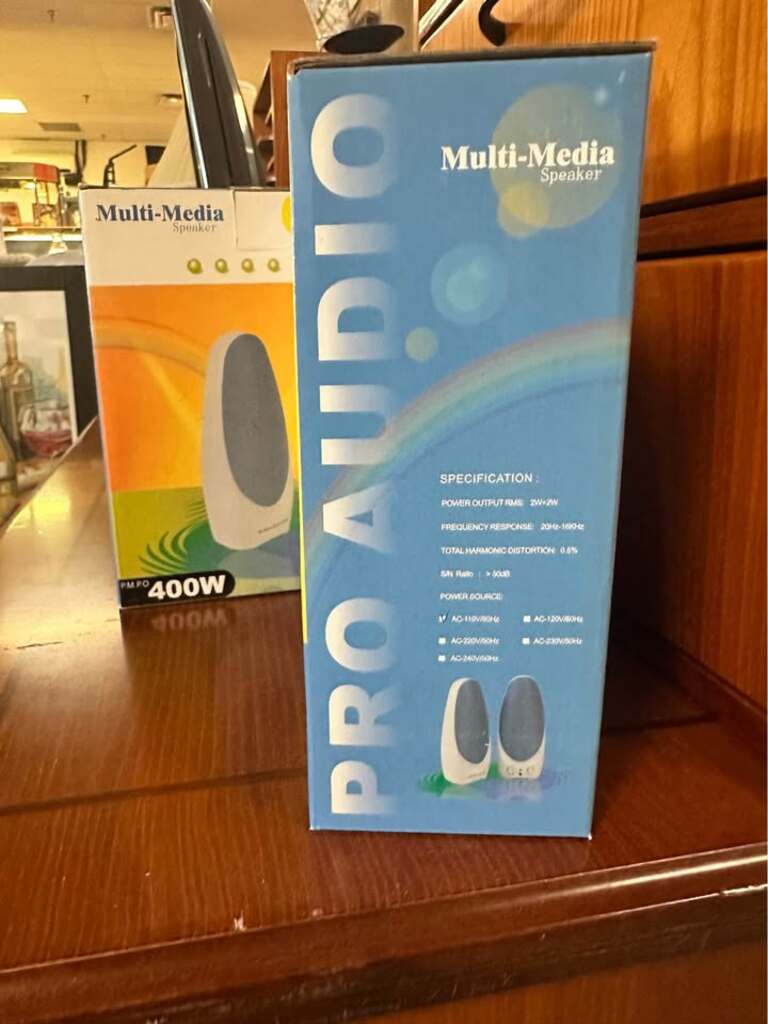 Multi-Media
Speaker
P.M.P.O 400W
PRO AUDIO
Multi-Media
Speaker
SPECIFICATION :
POWER OUTPUT RMS: 2W+2W
FREQUENCY RESPONSE: 20Hz-16KHz
TOTAL HARMONIC DISTORTION: 0.5%
S/N Ratio : > 50dB
POWER SOURCE:
AC-110V/60Hz AC-120V/60Hz
AC-220V/50Hz AC-230V/50Hz
AC-240V/50Hz